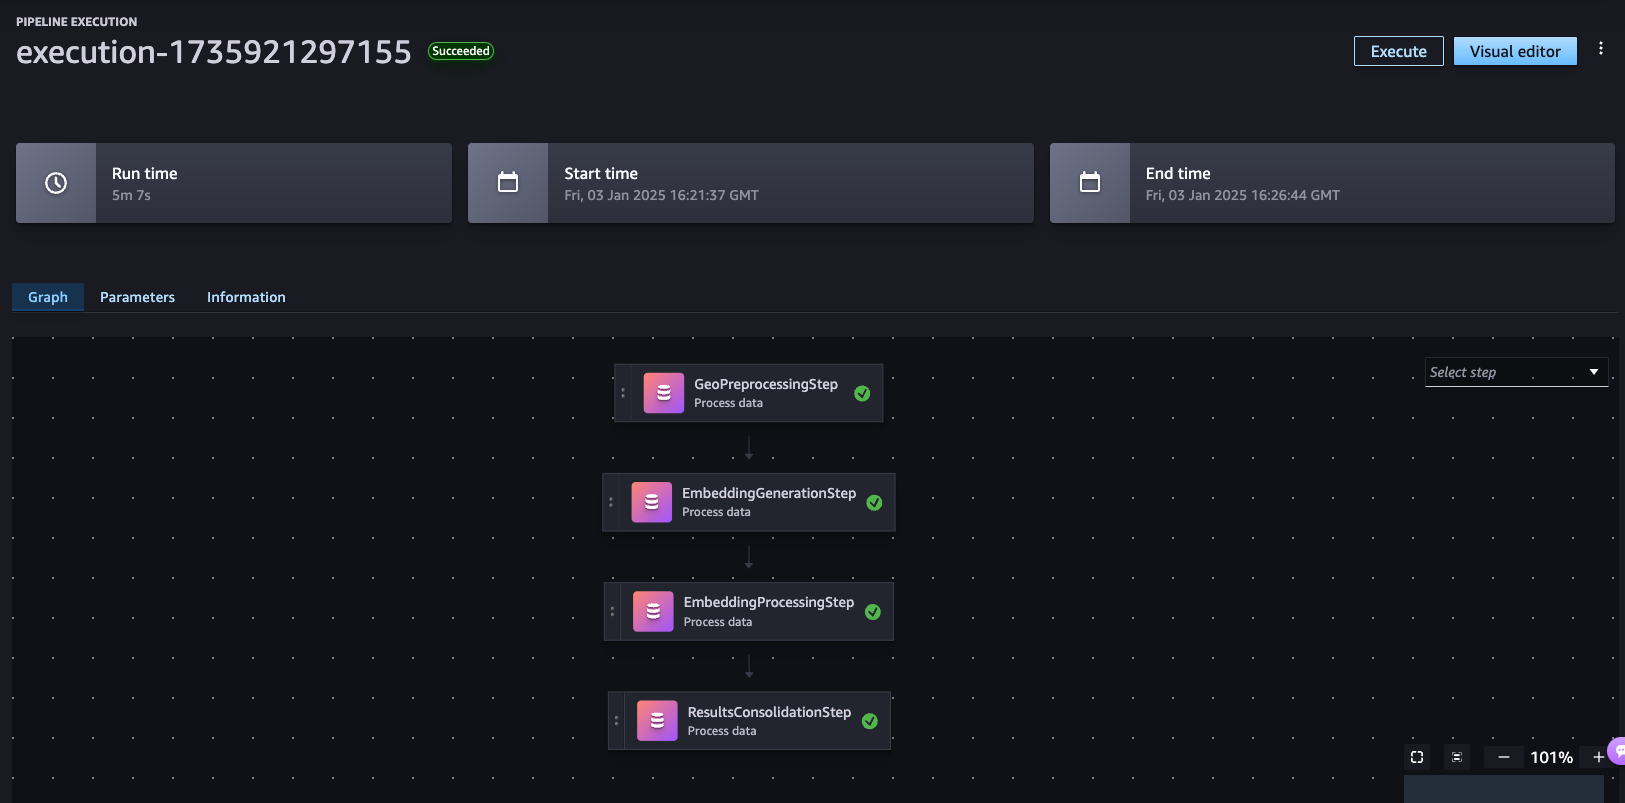 PIPELINE EXECUTION
execution-1735921297155 Succeeded
Execute Visual editor
Run time
5m 7s
Start time
Fri, 03 Jan 2025 16:21:37 GMT
End time
Fri, 03 Jan 2025 16:26:44 GMT
Graph Parameters Information
Select step
GeoPreprocessingStep
Process data
EmbeddingGenerationStep
Process data
EmbeddingProcessingStep
Process data
ResultsConsolidationStep
Process data
101%